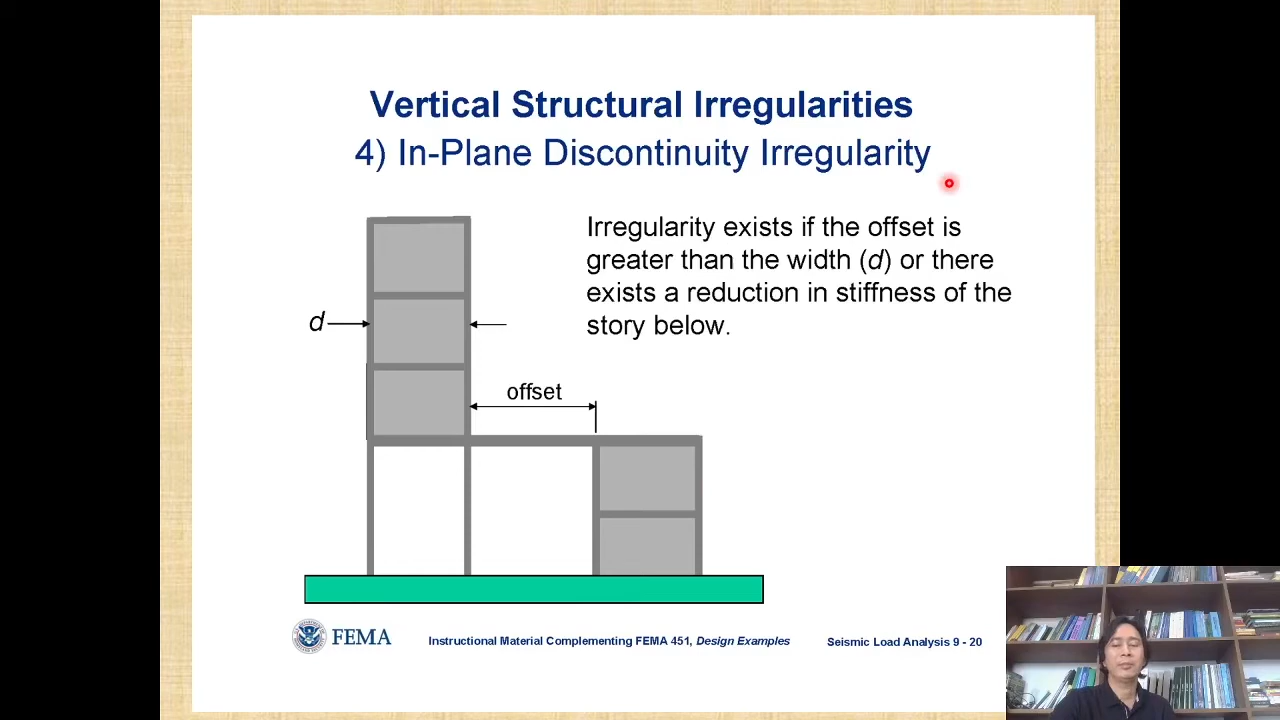 Vertical Structural Irregularities
4) In-Plane Discontinuity Irregularity
Irregularity exists if the offset is
greater than the width (d) or there
exists a reduction in stiffness of the
story below.
d
offset
FEMA
Instructional Material Complementing FEMA 451, Design Examples
Seismic Load Analysis 9 - 20